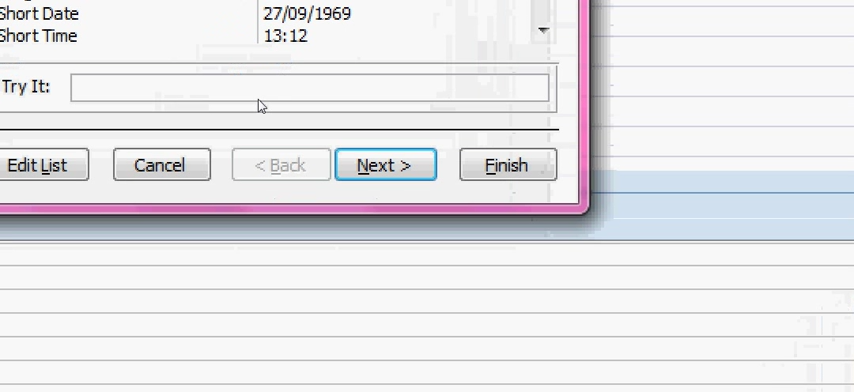 Short Date 27/09/1969
Short Time 13:12
Try It:
Edit List Cancel < Back Next > Finish